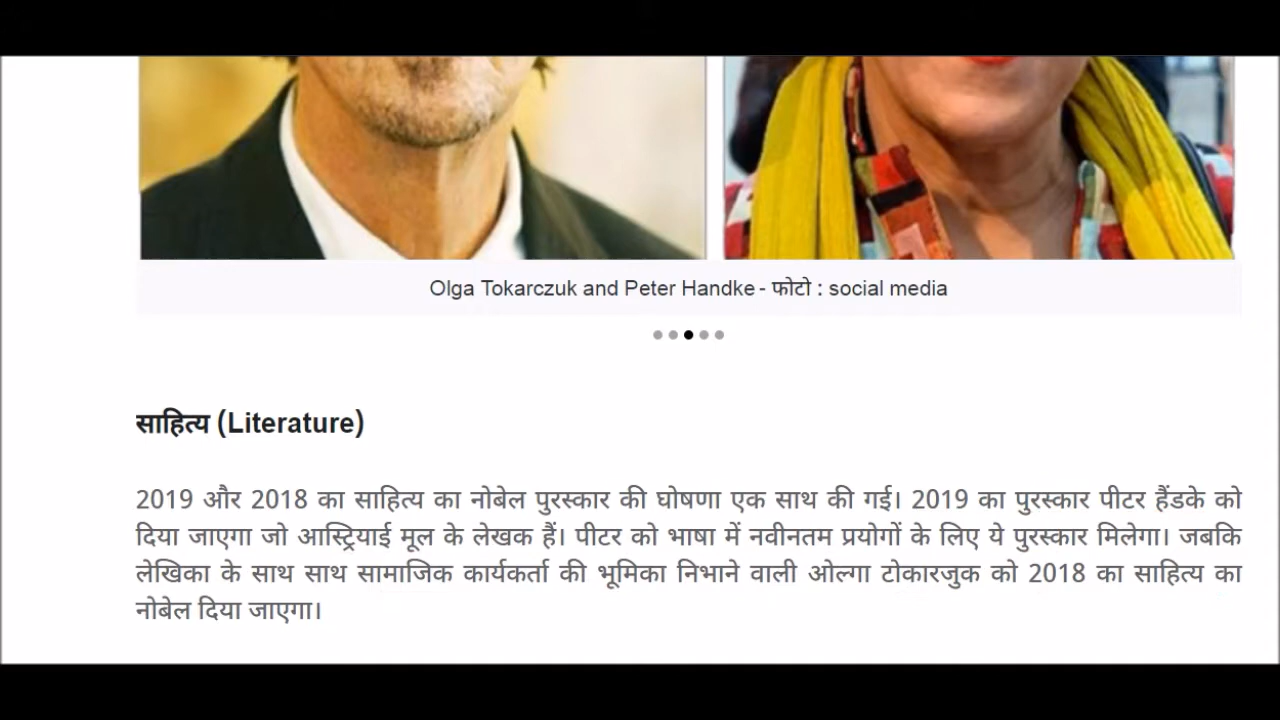 Olga Tokarczuk and Peter Handke - फोटो : social media
साहित्य (Literature)
2019 और 2018 का साहित्य का नोबेल पुरस्कार की घोषणा एक साथ की गई। 2019 का पुरस्कार पीटर हैंडके को
दिया जाएगा जो आस्ट्रियाई मूल के लेखक हैं। पीटर को भाषा में नवीनतम प्रयोगों के लिए ये पुरस्कार मिलेगा। जबकि
लेखिका के साथ साथ सामाजिक कार्यकर्ता की भूमिका निभाने वाली ओल्गा टोकारजुक को 2018 का साहित्य का
नोबेल दिया जाएगा।